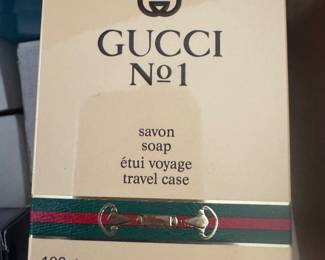 GUCCI
No1
savon
soap
étui voyage
travel case